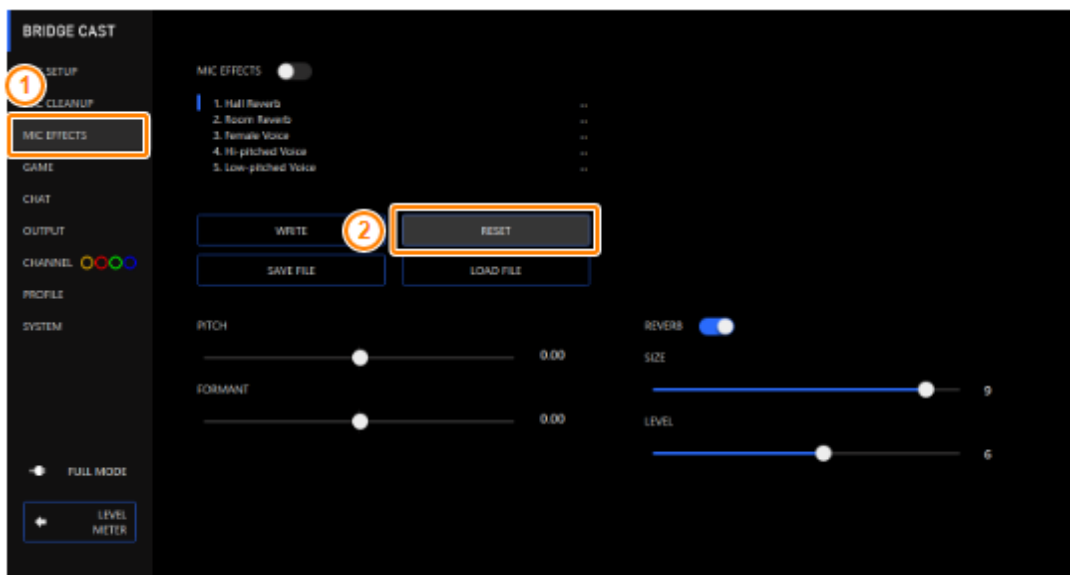 BRIDGE CAST
SETUP
CLEANUP
MIC EFFECTS
GAME
CHAT
OUTPUT
CHANNEL
PROFILE
SYSTEM
FULL MODE
LEVEL
METER
1
MIC EFFECTS
1. Hall Reverb
2. Room Reverb
3. Female Voice
4. Hi-pitched Voice
5. Low-pitched Voice
WRITE
2
RESET
SAVE FILE
LOAD FILE
PITCH
0.00
FORMANT
0.00
REVERB
SIZE
9
LEVEL
6